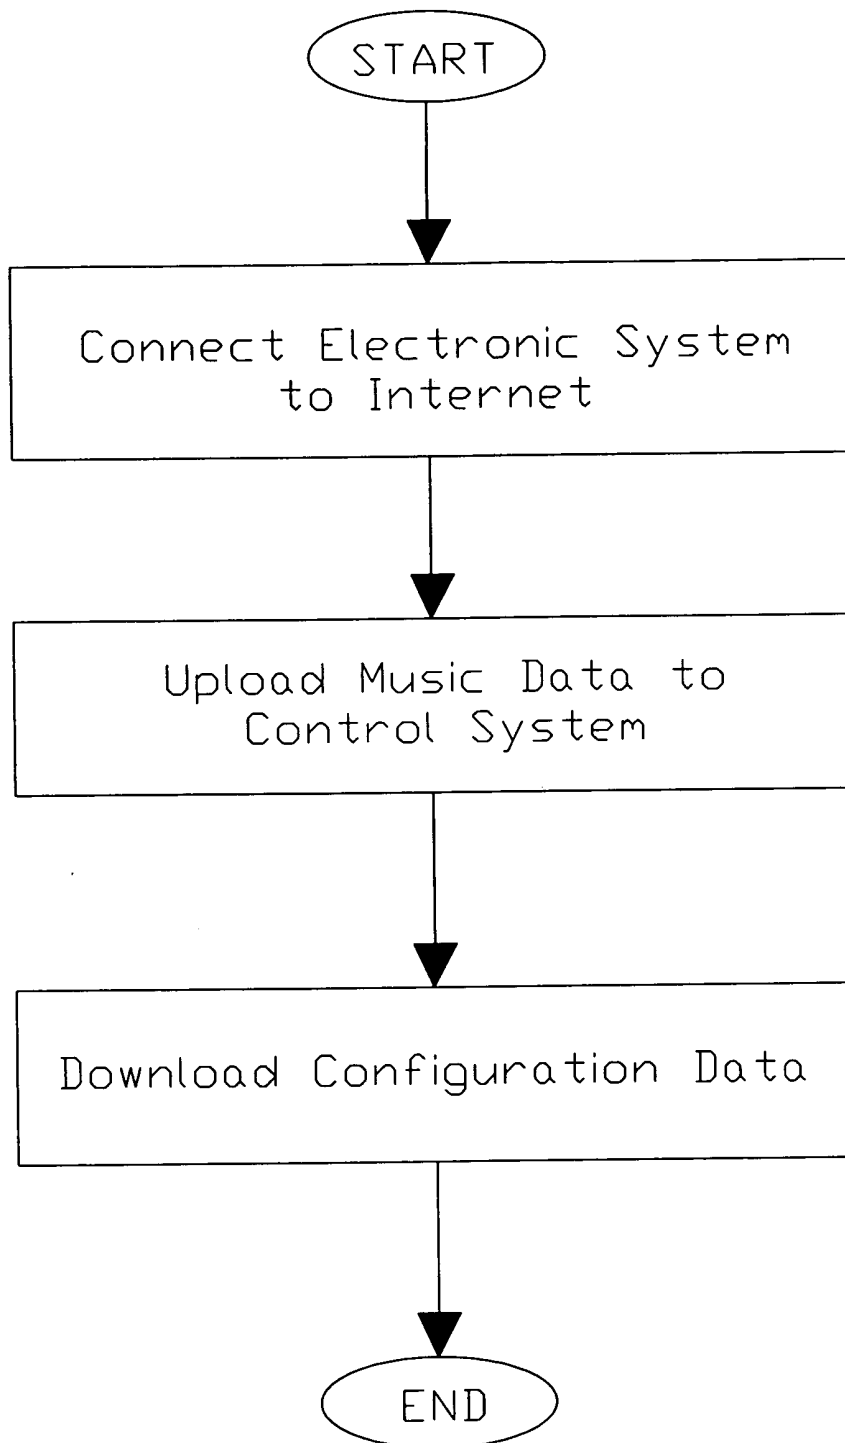 START
Connect Electronic System
to Internet
Upload Music Data to
Control System
Download Configuration Data
END